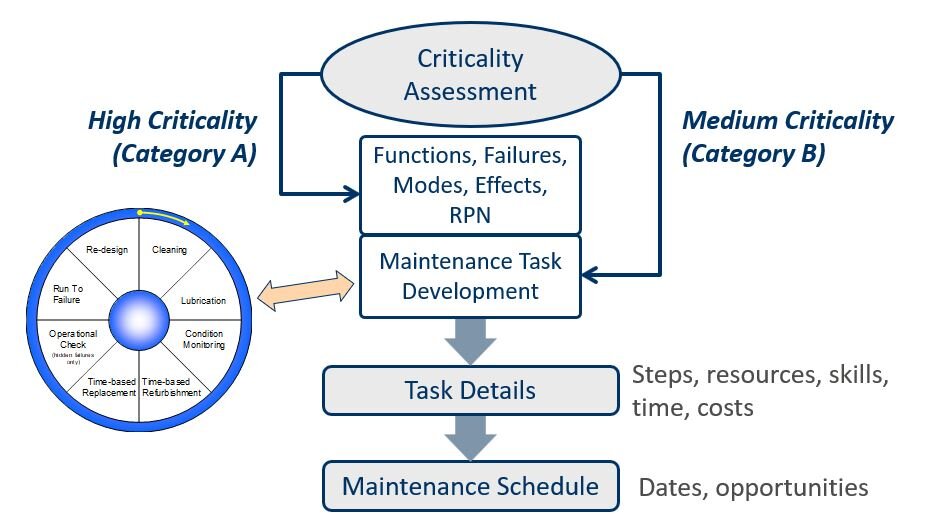 Criticality
Assessment
High Criticality
(Category A)
Medium Criticality
(Category B)
Functions, Failures,
Modes, Effects,
RPN
Maintenance Task
Development
Re-design
Cleaning
Run To
Failure
Lubrication
Operational
Check
(hidden failures
only)
Condition
Monitoring
Time-based
Replacement
Time-based
Refurbishment
Task Details
Steps, resources, skills,
time, costs
Maintenance Schedule
Dates, opportunities